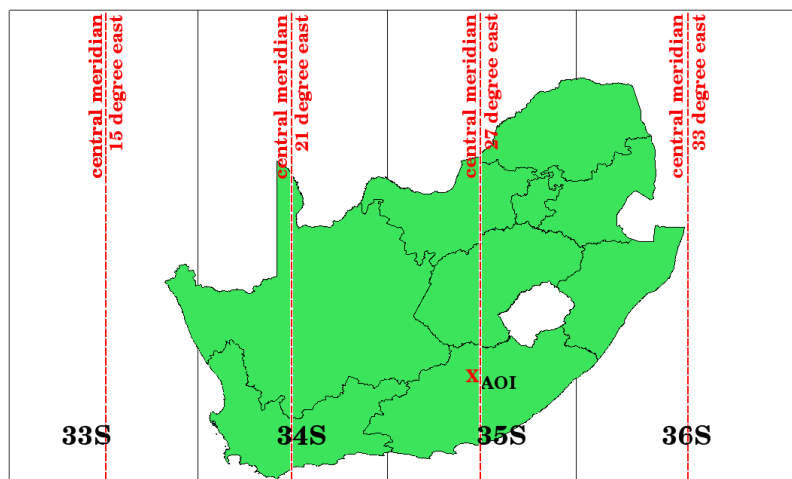 central meridian
15 degree east
central meridian
21 degree east
central meridian
27 degree east
central meridian
33 degree east
X
AOI
33S
34S
35S
36S